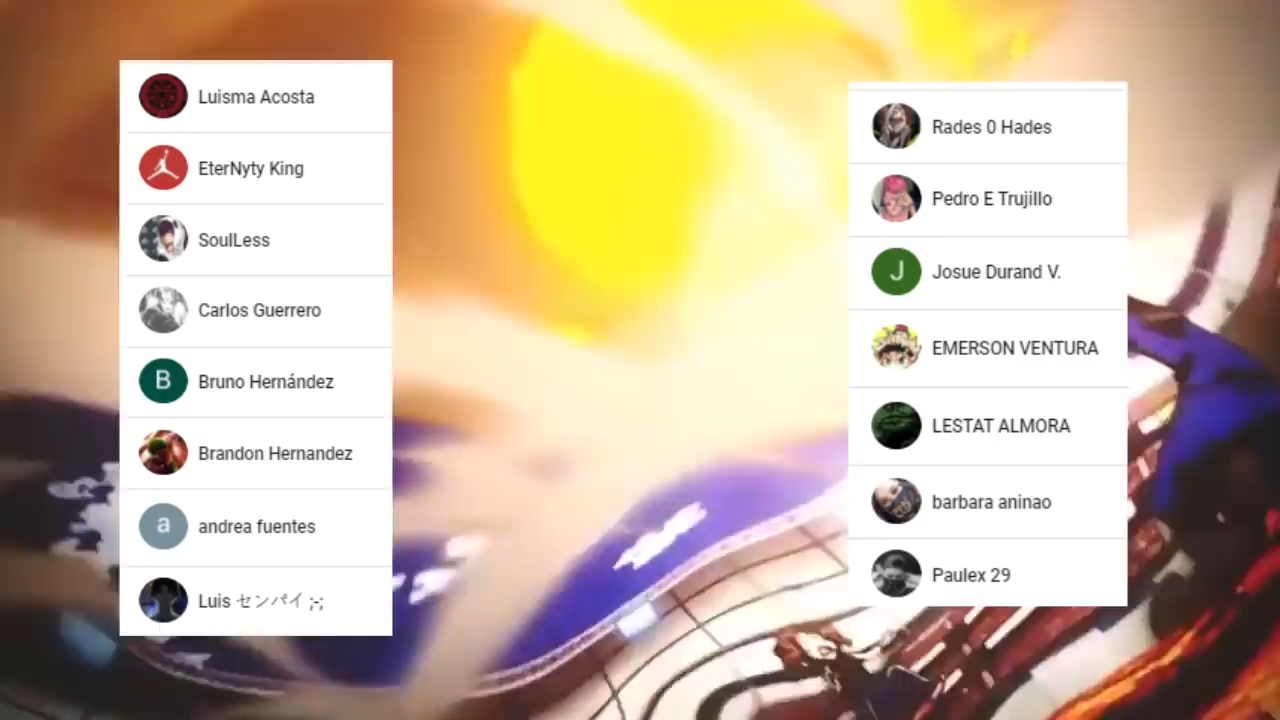 Luisma Acosta
EterNyty King
SoulLess
Carlos Guerrero
B
Bruno Hernández
Brandon Hernandez
a
andrea fuentes
Luis センパイ ;-;
Rades 0 Hades
Pedro E Trujillo
J
Josue Durand V.
EMERSON VENTURA
LESTAT ALMORA
barbara aninao
Paulex 29